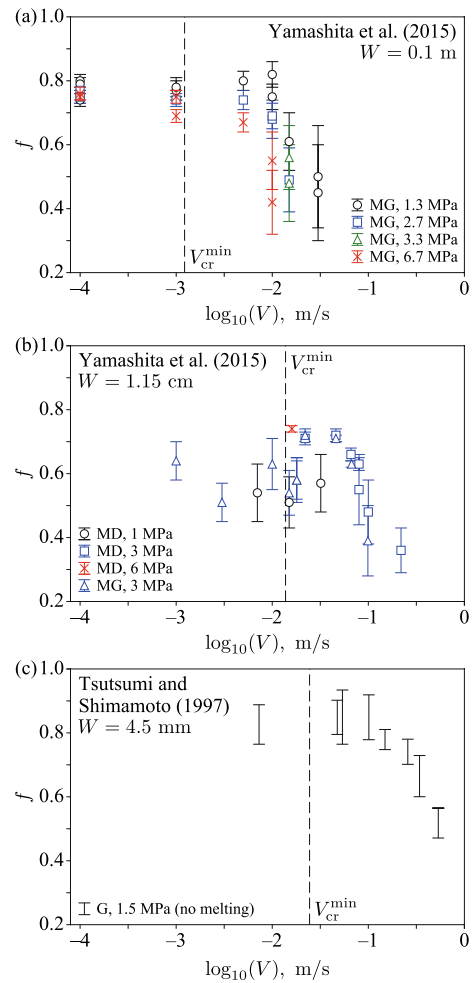 (a)
Yamashita et al. (2015)
W = 0.1 m
1.0
0.8
0.6
0.4
0.2
f
MG, 1.3 MPa
MG, 2.7 MPa
MG, 3.3 MPa
MG, 6.7 MPa
V_cr^min
−4 −3 −2 −1 0
log₁₀(V), m/s
(b)
Yamashita et al. (2015)
W = 1.15 cm
V_cr^min
1.0
0.8
0.6
0.4
0.2
f
MD, 1 MPa
MD, 3 MPa
MD, 6 MPa
MG, 3 MPa
−4 −3 −2 −1 0
log₁₀(V), m/s
(c)
Tsutsumi and
Shimamoto (1997)
W = 4.5 mm
1.0
0.8
0.6
0.4
0.2
f
G, 1.5 MPa (no melting)
V_cr^min
−4 −3 −2 −1 0
log₁₀(V), m/s